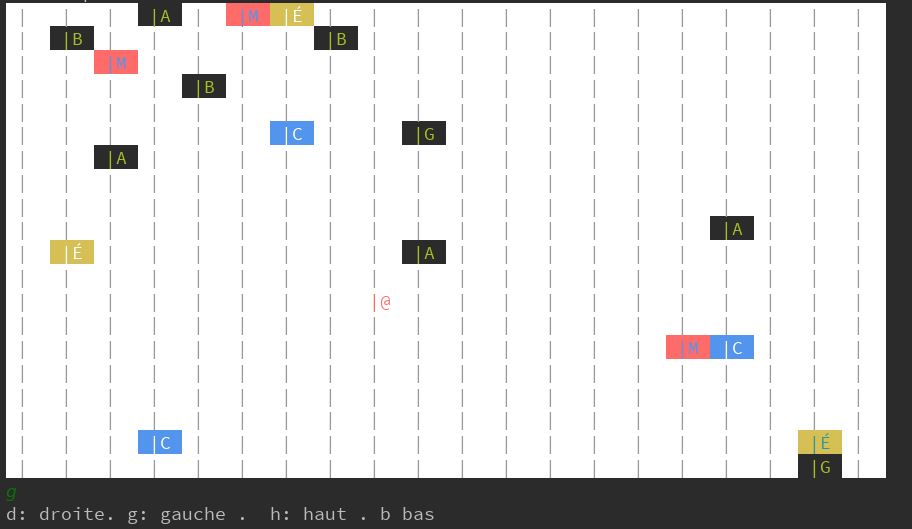 | | | |A | |M |É | | | | | | | | | | | | |
| |B | | | | | |B | | | | | | | | | | | |
| | |M | | | | | | | | | | | | | | | | |
| | | | |B | | | | | | | | | | | | | | |
| | | | | | | | | | | | | | | | | | | |
| | | | | | |C | | |G | | | | | | | | | |
| | |A | | | | | | | | | | | | | | | | |
| | | | | | | | | | | | | | | | | | | |
| | | | | | | | | | | | | | | | | | | |
| | | | | | | | | | | | | | | | |A | | |
| |É | | | | | | | |A | | | | | | | | | |
| | | | | | | | | | | | | | | | | | | |
| | | | | | | | |@ | | | | | | | | | | |
| | | | | | | | | | | | | | | | | | | |
| | | | | | | | | | | | | | | |M |C | | |
| | | | | | | | | | | | | | | | | | | |
| | | | | | | | | | | | | | | | | | | |
| | | | | | | | | | | | | | | | | | | |
| | | |C | | | | | | | | | | | | | | |É |
| | | | | | | | | | | | | | | | | | |G |
g
d: droite. g: gauche .  h: haut . b bas